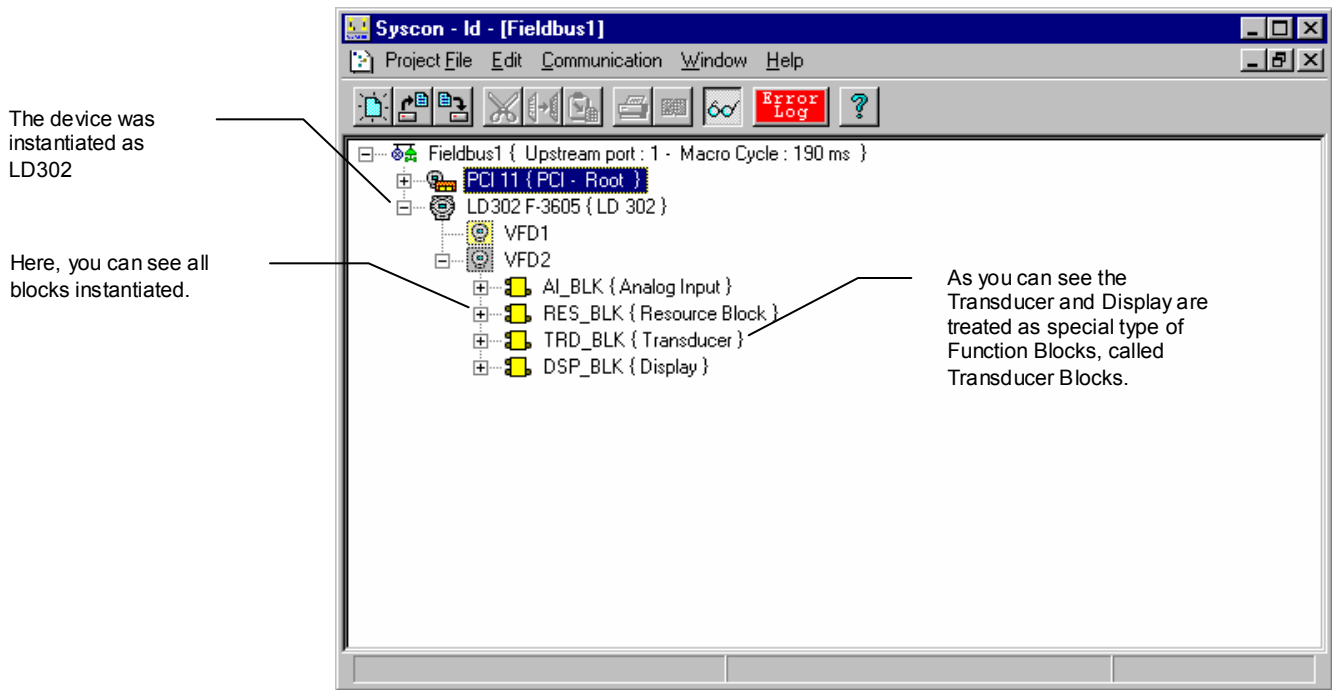 Syscon - ld - [Fieldbus1]
Project File Edit Communication Window Help
Error
Log
?
The device was
instantiated as
LD302
Fieldbus1 { Upstream port : 1 - Macro Cycle : 190 ms }
PCI 11 { PCI - Root }
LD302 F-3605 { LD 302 }
VFD1
VFD2
Here, you can see all
blocks instantiated.
AI_BLK { Analog Input }
RES_BLK { Resource Block }
TRD_BLK { Transducer }
DSP_BLK { Display }
As you can see the
Transducer and Display are
treated as special type of
Function Blocks, called
Transducer Blocks.